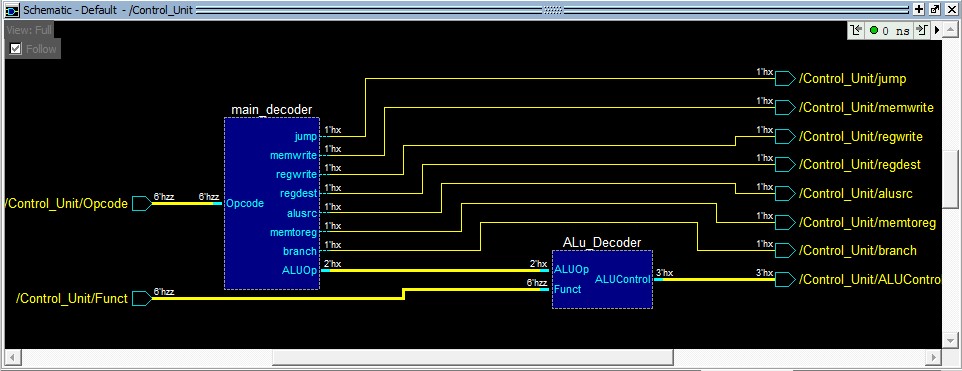 Schematic - Default - /Control_Unit
View: Full
Follow
0 ns
main_decoder
Opcode
jump
memwrite
regwrite
regdest
alusrc
memtoreg
branch
ALUOp
1'hx
1'hx
1'hx
1'hx
1'hx
1'hx
1'hx
2'hx
/Control_Unit/Opcode
6'hzz
6'hzz
/Control_Unit/Funct
6'hzz
ALu_Decoder
2'hx
ALUOp
6'hzz
Funct
ALUControl
3'hx
1'hx /Control_Unit/jump
1'hx /Control_Unit/memwrite
1'hx /Control_Unit/regwrite
1'hx /Control_Unit/regdest
1'hx /Control_Unit/alusrc
1'hx /Control_Unit/memtoreg
1'hx /Control_Unit/branch
3'hx /Control_Unit/ALUContro